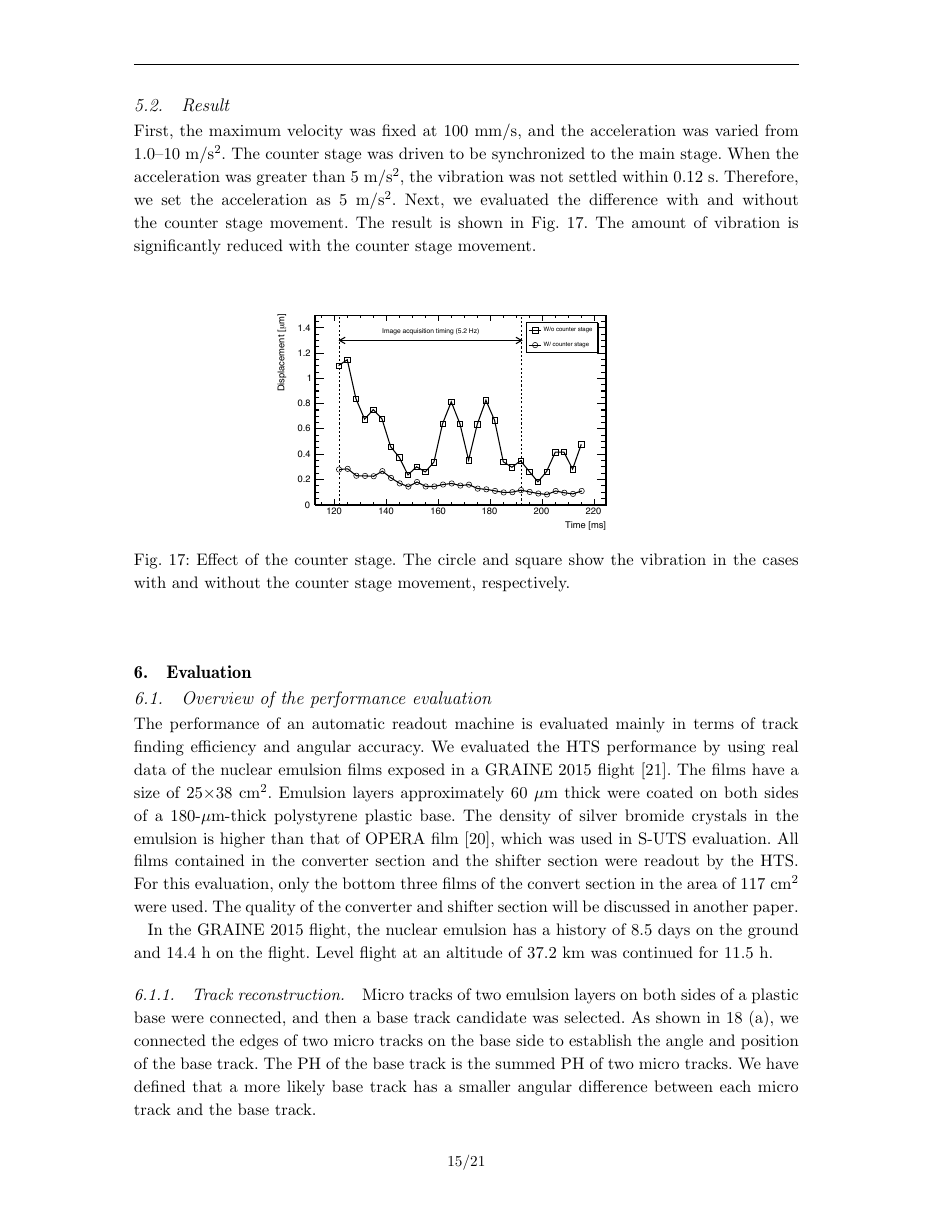 5.2. Result
First, the maximum velocity was fixed at 100 mm/s, and the acceleration was varied from
1.0–10 m/s². The counter stage was driven to be synchronized to the main stage. When the
acceleration was greater than 5 m/s², the vibration was not settled within 0.12 s. Therefore,
we set the acceleration as 5 m/s². Next, we evaluated the difference with and without
the counter stage movement. The result is shown in Fig. 17. The amount of vibration is
significantly reduced with the counter stage movement.
Displacement [μm]
1.4
1.2
1
0.8
0.6
0.4
0.2
0
Image acquisition timing (5.2 Hz)
W/o counter stage
W/ counter stage
120 140 160 180 200 220
Time [ms]
Fig. 17: Effect of the counter stage. The circle and square show the vibration in the cases
with and without the counter stage movement, respectively.
6. Evaluation
6.1. Overview of the performance evaluation
The performance of an automatic readout machine is evaluated mainly in terms of track
finding efficiency and angular accuracy. We evaluated the HTS performance by using real
data of the nuclear emulsion films exposed in a GRAINE 2015 flight [21]. The films have a
size of 25×38 cm². Emulsion layers approximately 60 μm thick were coated on both sides
of a 180-μm-thick polystyrene plastic base. The density of silver bromide crystals in the
emulsion is higher than that of OPERA film [20], which was used in S-UTS evaluation. All
films contained in the converter section and the shifter section were readout by the HTS.
For this evaluation, only the bottom three films of the convert section in the area of 117 cm²
were used. The quality of the converter and shifter section will be discussed in another paper.
In the GRAINE 2015 flight, the nuclear emulsion has a history of 8.5 days on the ground
and 14.4 h on the flight. Level flight at an altitude of 37.2 km was continued for 11.5 h.
6.1.1. Track reconstruction. Micro tracks of two emulsion layers on both sides of a plastic
base were connected, and then a base track candidate was selected. As shown in 18 (a), we
connected the edges of two micro tracks on the base side to establish the angle and position
of the base track. The PH of the base track is the summed PH of two micro tracks. We have
defined that a more likely base track has a smaller angular difference between each micro
track and the base track.
15/21